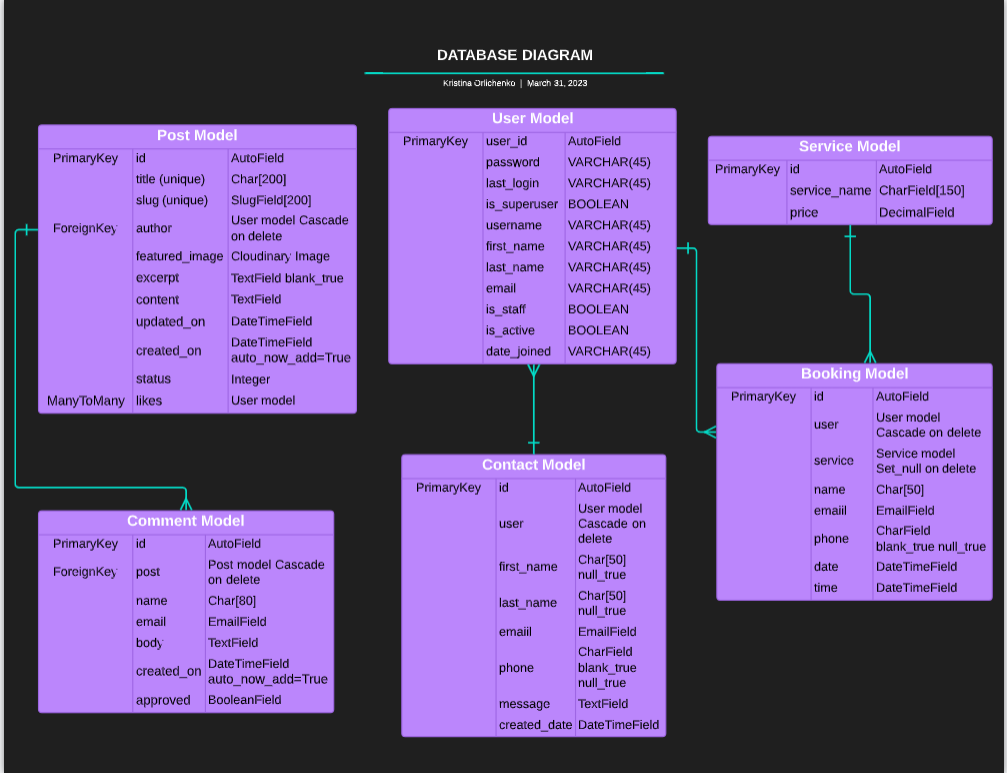 DATABASE DIAGRAM
Kristina Orlichenko | March 31, 2023
Post Model
PrimaryKey id AutoField
title (unique) Char[200]
slug (unique) SlugField[200]
ForeignKey author User model Cascade
on delete
featured_image Cloudinary Image
excerpt TextField blank_true
content TextField
updated_on DateTimeField
created_on DateTimeField
auto_now_add=True
status Integer
ManyToMany likes User model
User Model
PrimaryKey user_id AutoField
password VARCHAR(45)
last_login VARCHAR(45)
is_superuser BOOLEAN
username VARCHAR(45)
first_name VARCHAR(45)
last_name VARCHAR(45)
email VARCHAR(45)
is_staff BOOLEAN
is_active BOOLEAN
date_joined VARCHAR(45)
Service Model
PrimaryKey id AutoField
service_name CharField[150]
price DecimalField
Booking Model
PrimaryKey id AutoField
user User model
Cascade on delete
service Service model
Set_null on delete
name Char[50]
emaiil EmailField
phone CharField
blank_true null_true
date DateTimeField
time DateTimeField
Contact Model
PrimaryKey id AutoField
user User model
Cascade on
delete
first_name Char[50]
null_true
last_name Char[50]
null_true
emaiil EmailField
phone CharField
blank_true
null_true
message TextField
created_date DateTimeField
Comment Model
PrimaryKey id AutoField
ForeignKey post Post model Cascade
on delete
name Char[80]
email EmailField
body TextField
created_on DateTimeField
auto_now_add=True
approved BooleanField